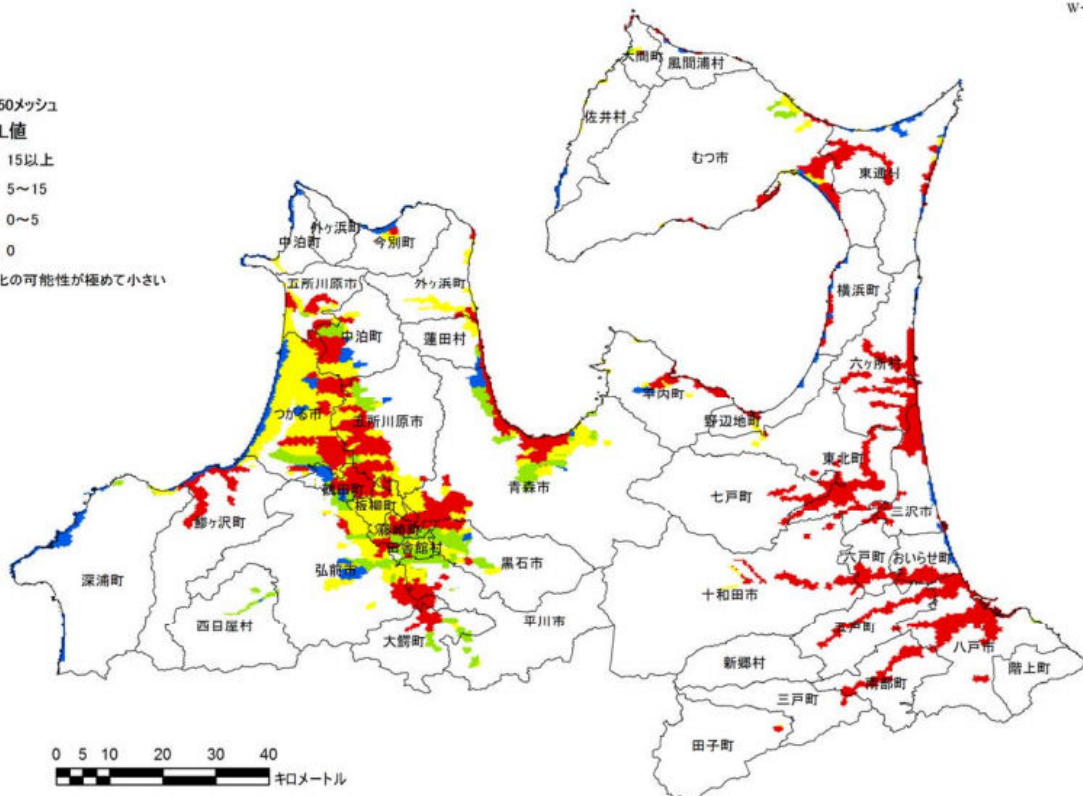 W
50メッシュ
L値
15以上
5～15
0～5
0
との可能性が極めて小さい
大間町
風間浦村
佐井村
むつ市
東通村
外ヶ浜町
中泊町
今別町
五所川原市
外ヶ浜町
横浜町
中泊町
蓬田村
六ヶ所村
平内町
つがる市
五所川原市
野辺地町
東北町
青森市
七戸町
鶴田町
板柳町
三沢市
鰺ヶ沢町
藤崎町
田舎館村
六戸町
おいらせ町
黒石市
弘前市
深浦町
十和田市
西目屋村
平川市
五戸町
大鰐町
八戸市
新郷村
階上町
南部町
三戸町
田子町
0 5 10 20 30 40
キロメートル